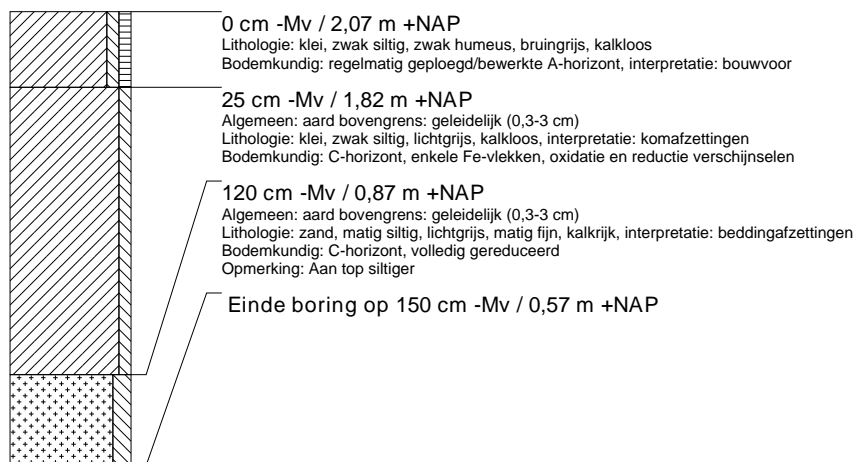 0 cm -Mv / 2,07 m +NAP
Lithologie: klei, zwak siltig, zwak humeus, bruingrijs, kalkloos
Bodemkundig: regelmatig geploegd/bewerkte A-horizont, interpretatie: bouwvoor
25 cm -Mv / 1,82 m +NAP
Algemeen: aard bovengrens: geleidelijk (0,3-3 cm)
Lithologie: klei, zwak siltig, lichtgrijs, kalkloos, interpretatie: komafzettingen
Bodemkundig: C-horizont, enkele Fe-vlekken, oxidatie en reductie verschijnselen
120 cm -Mv / 0,87 m +NAP
Algemeen: aard bovengrens: geleidelijk (0,3-3 cm)
Lithologie: zand, matig siltig, lichtgrijs, matig fijn, kalkrijk, interpretatie: beddingafzettingen
Bodemkundig: C-horizont, volledig gereduceerd
Opmerking: Aan top siltiger
Einde boring op 150 cm -Mv / 0,57 m +NAP